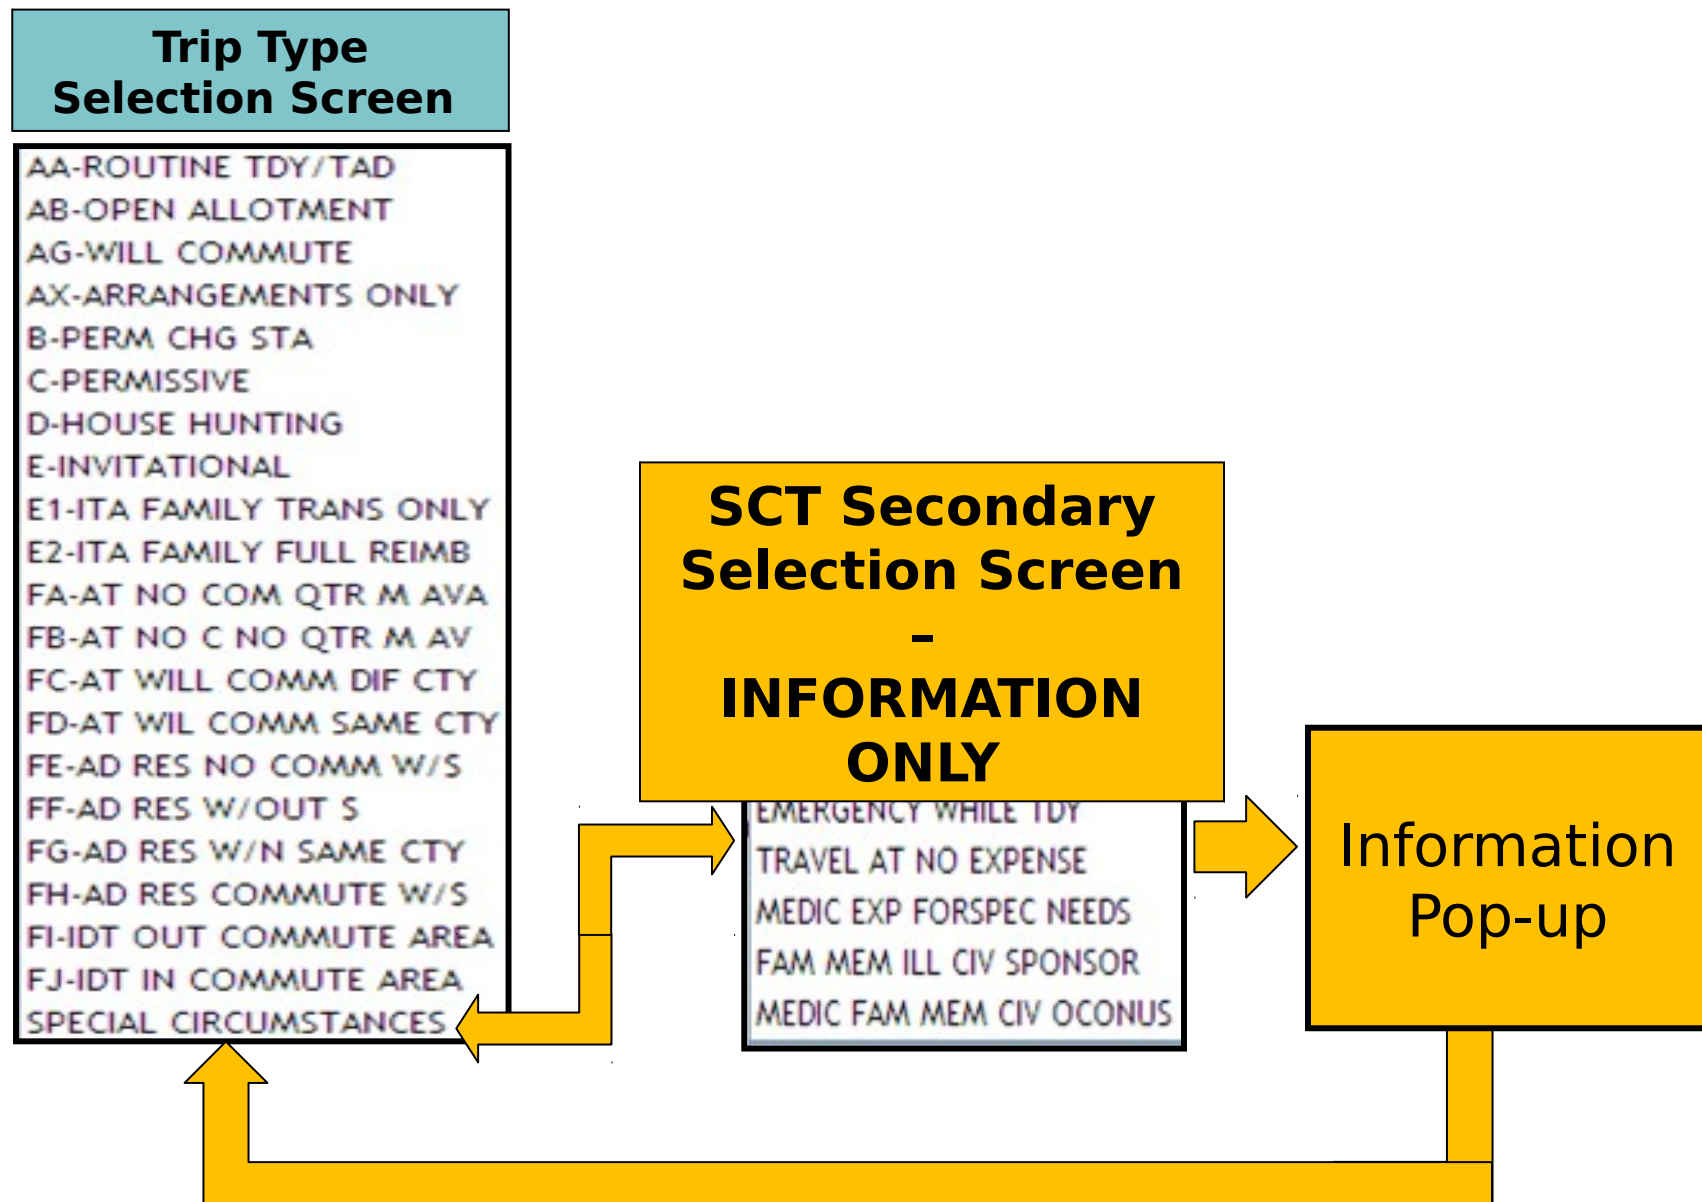 Trip Type
Selection Screen
AA-ROUTINE TDY/TAD
AB-OPEN ALLOTMENT
AG-WILL COMMUTE
AX-ARRANGEMENTS ONLY
B-PERM CHG STA
C-PERMISSIVE
D-HOUSE HUNTING
E-INVITATIONAL
E1-ITA FAMILY TRANS ONLY
E2-ITA FAMILY FULL REIMB
FA-AT NO COM QTR M AVA
FB-AT NO C NO QTR M AV
FC-AT WILL COMM DIF CTY
FD-AT WIL COMM SAME CTY
FE-AD RES NO COMM W/S
FF-AD RES W/OUT S
FG-AD RES W/N SAME CTY
FH-AD RES COMMUTE W/S
FI-IDT OUT COMMUTE AREA
FJ-IDT IN COMMUTE AREA
SPECIAL CIRCUMSTANCES
SCT Secondary
Selection Screen
–
INFORMATION
ONLY
EMERGENCY WHILE TDY
TRAVEL AT NO EXPENSE
MEDIC EXP FORSPEC NEEDS
FAM MEM ILL CIV SPONSOR
MEDIC FAM MEM CIV OCONUS
Information
Pop-up